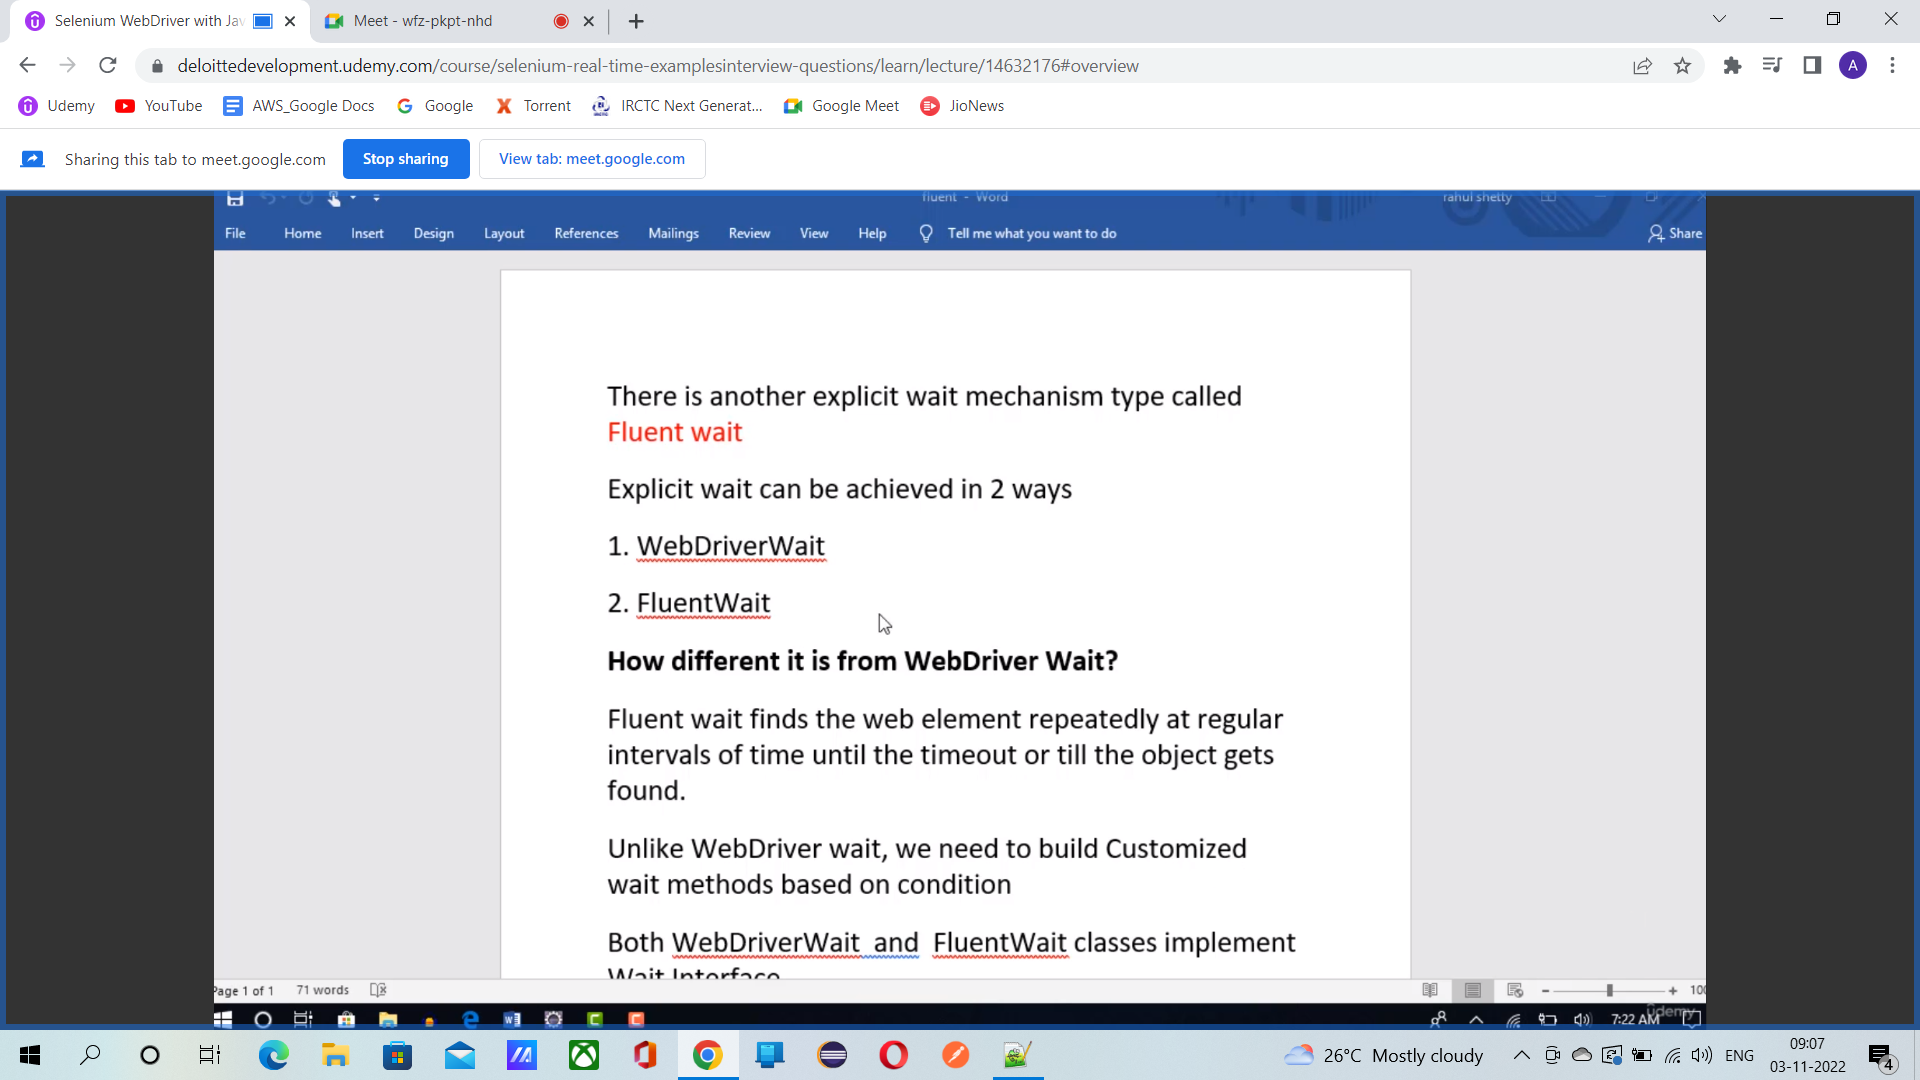 Selenium WebDriver with Jav
Meet - wfz-pkpt-nhd
deloittedevelopment.udemy.com/course/selenium-real-time-examplesinterview-questions/learn/lecture/14632176#overview
A
Udemy YouTube AWS_Google Docs Google Torrent IRCTC Next Generat... Google Meet JioNews
Sharing this tab to meet.google.com Stop sharing View tab: meet.google.com
fluent - Word rahul shetty
File Home Insert Design Layout References Mailings Review View Help Tell me what you want to do Share
There is another explicit wait mechanism type called
Fluent wait
Explicit wait can be achieved in 2 ways
1. WebDriverWait
2. FluentWait
How different it is from WebDriver Wait?
Fluent wait finds the web element repeatedly at regular
intervals of time until the timeout or till the object gets
found.
Unlike WebDriver wait, we need to build Customized
wait methods based on condition
Both WebDriverWait and FluentWait classes implement
Wait Interface
Page 1 of 1 71 words 100
7:22 AM
ûdemy
26°C Mostly cloudy ENG 09:07
03-11-2022
4